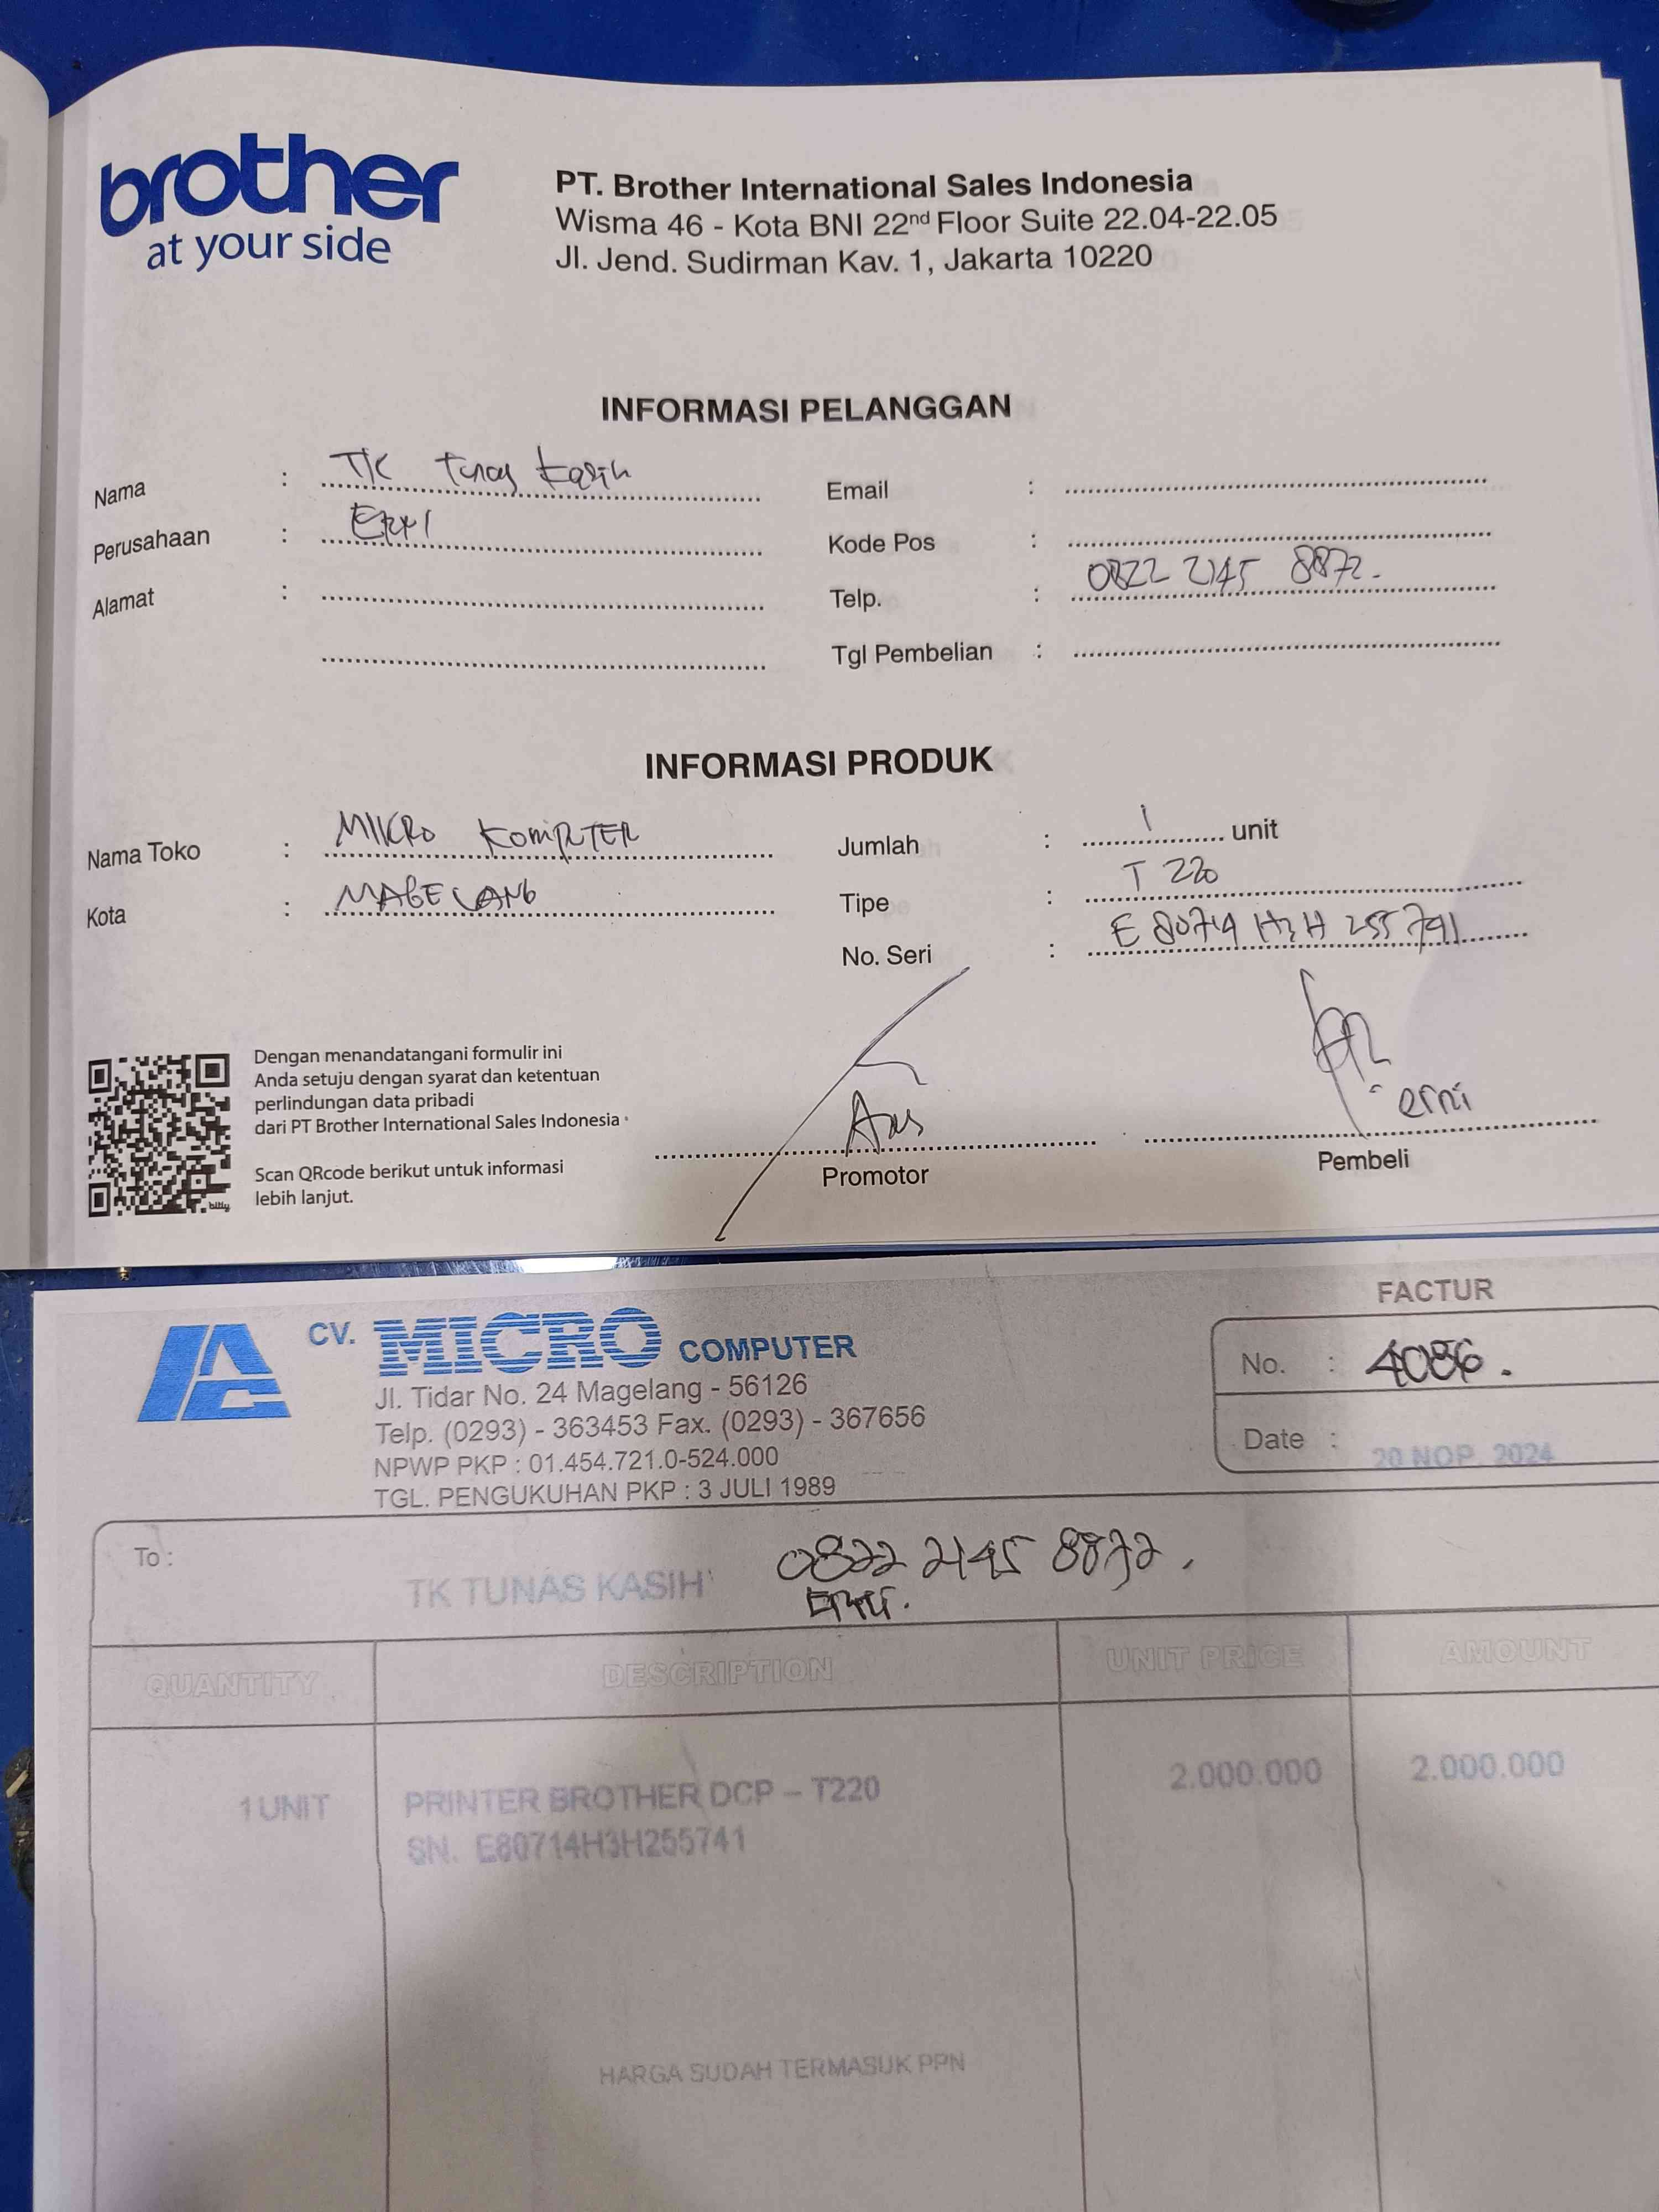 brother
at your side
PT. Brother International Sales Indonesia
Wisma 46 - Kota BNI 22nd Floor Suite 22.04-22.05
Jl. Jend. Sudirman Kav. 1, Jakarta 10220
INFORMASI PELANGGAN
Nama : TK Tunas Kasih
Perusahaan : Erni
Alamat :
Email :
Kode Pos :
Telp. : 0822 2145 8872.
Tgl Pembelian :
INFORMASI PRODUK
Nama Toko : MIKRO KOMPUTER
Kota : MAGELANG
Jumlah : 1 unit
Tipe : T 220
No. Seri : E 80714 H3H 255741
Dengan menandatangani formulir ini
Anda setuju dengan syarat dan ketentuan
perlindungan data pribadi
dari PT Brother International Sales Indonesia
Scan QRcode berikut untuk informasi
lebih lanjut.
bitly
Promotor
erni
Pembeli
FACTUR
CV. MICRO COMPUTER
Jl. Tidar No. 24 Magelang - 56126
Telp. (0293) - 363453 Fax. (0293) - 367656
NPWP PKP : 01.454.721.0-524.000
TGL. PENGUKUHAN PKP : 3 JULI 1989
No. : 4086.
Date : 20 NOP 2024
To :
TK TUNAS KASIH 0822 2145 8872.
Erni.
QUANTITY DESCRIPTION UNIT PRICE AMOUNT
1 UNIT PRINTER BROTHER DCP – T220 2.000.000 2.000.000
SN. E80714H3H255741
HARGA SUDAH TERMASUK PPN